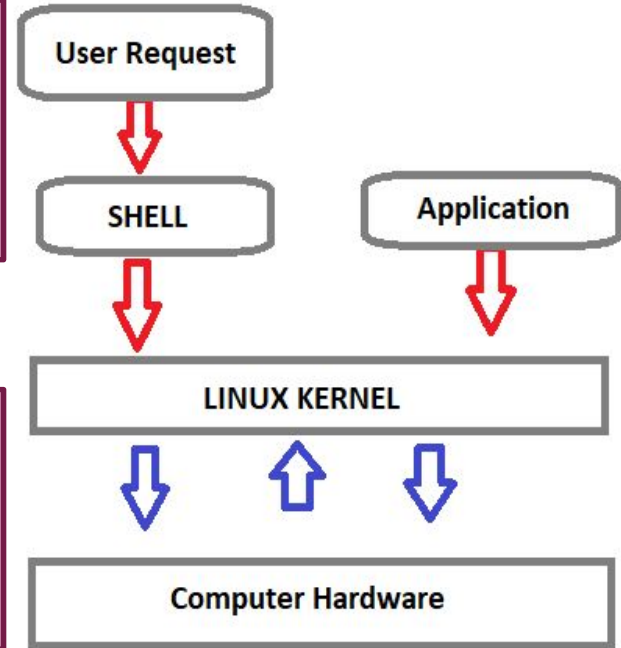 User Request
SHELL
Application
LINUX KERNEL
Computer Hardware